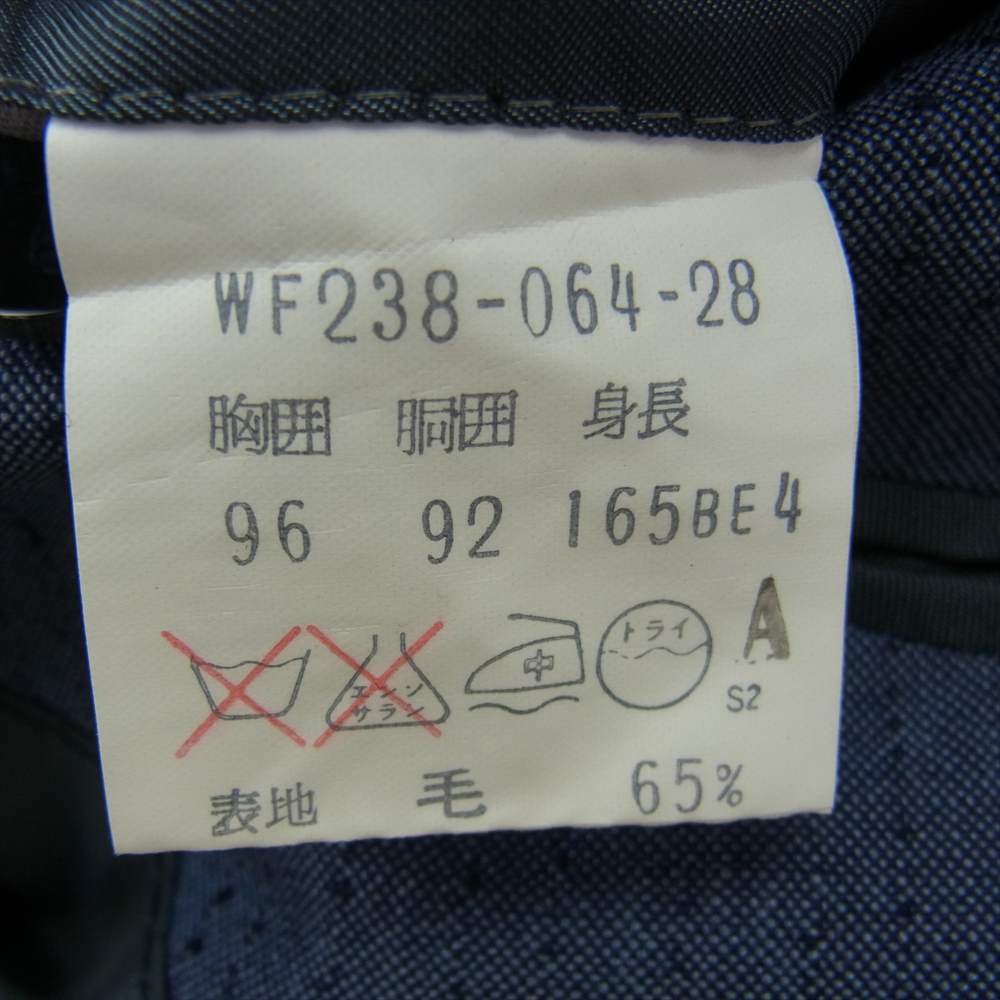 WF238-064-28
胸囲 胴囲 身長
96 92 165BE4
エンソ
サラシ
中
ドライ
A
S2
表地 毛 65%